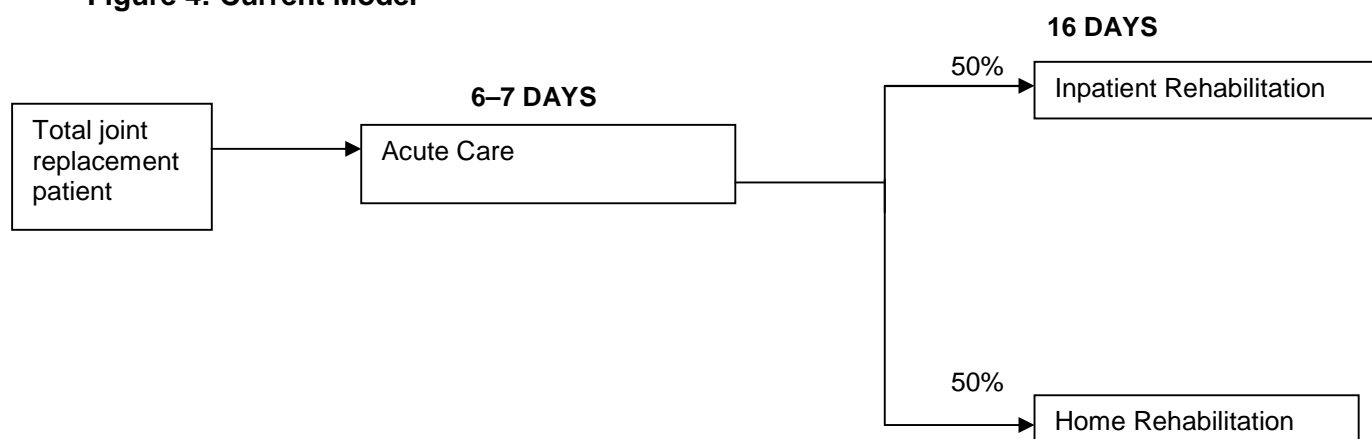 Figure 4: Current Model
16 DAYS
50%
Inpatient Rehabilitation
6–7 DAYS
Total joint
replacement
patient
Acute Care
50%
Home Rehabilitation